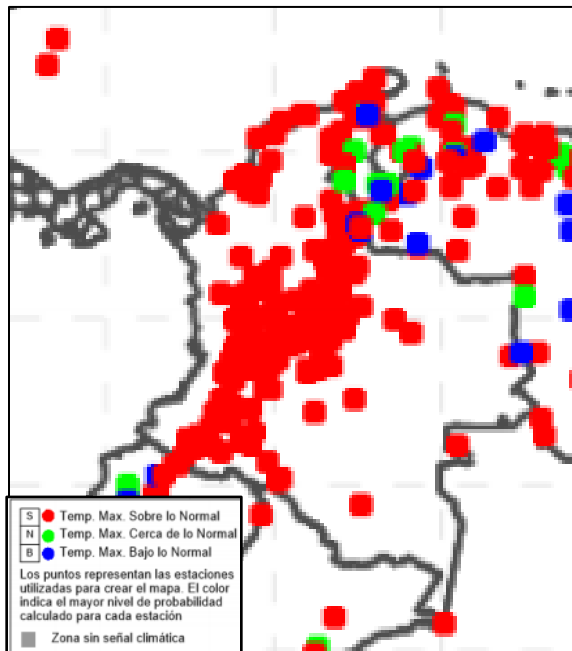 S Temp. Max. Sobre lo Normal
N Temp. Max. Cerca de lo Normal
B Temp. Max. Bajo lo Normal
Los puntos representan las estaciones
utilizadas para crear el mapa. El color
indica el mayor nivel de probabilidad
calculado para cada estación
Zona sin señal climática